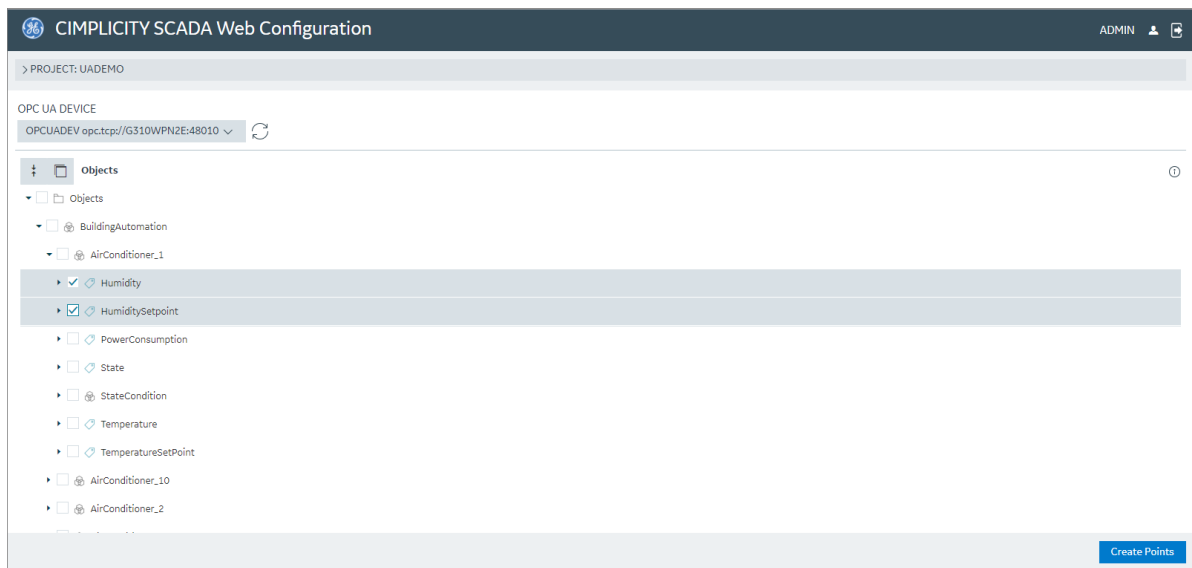 CIMPLICITY SCADA Web Configuration
ADMIN
PROJECT: UADEMO
OPC UA DEVICE
OPCUADEV opc.tcp://G310WPN2E:48010
Objects
Objects
BuildingAutomation
AirConditioner_1
Humidity
HumiditySetpoint
PowerConsumption
State
StateCondition
Temperature
TemperatureSetPoint
AirConditioner_10
AirConditioner_2
Create Points